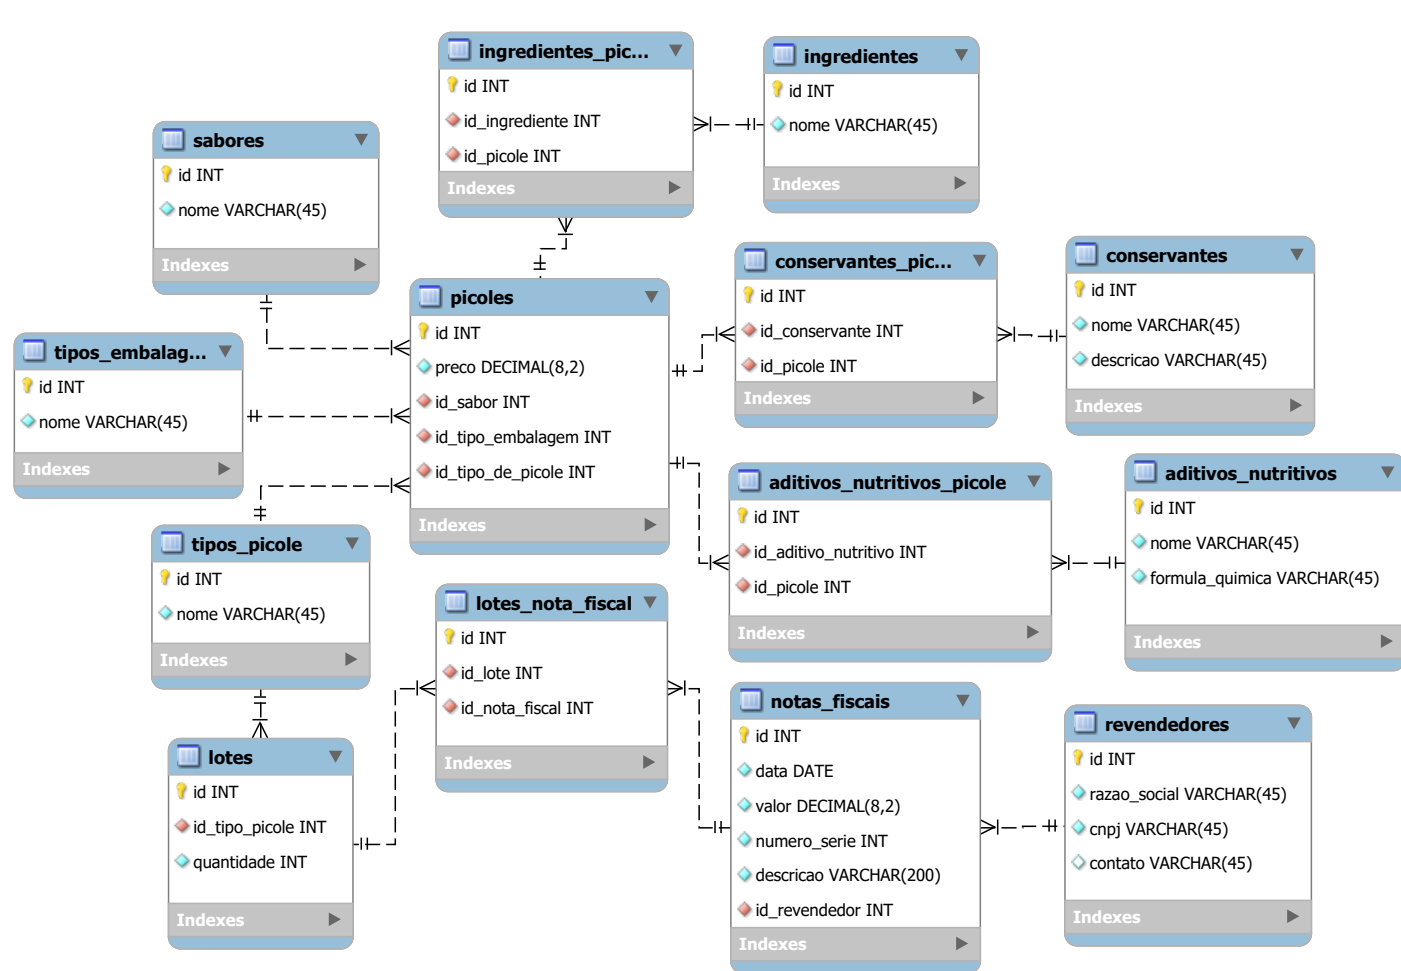 ingredientes_pic...
id INT
id_ingrediente INT
id_picole INT
Indexes
ingredientes
id INT
nome VARCHAR(45)
Indexes
sabores
id INT
nome VARCHAR(45)
Indexes
picoles
id INT
preco DECIMAL(8,2)
id_sabor INT
id_tipo_embalagem INT
id_tipo_de_picole INT
Indexes
conservantes_pic...
id INT
id_conservante INT
id_picole INT
Indexes
conservantes
id INT
nome VARCHAR(45)
descricao VARCHAR(45)
Indexes
tipos_embalag...
id INT
nome VARCHAR(45)
Indexes
aditivos_nutritivos_picole
id INT
id_aditivo_nutritivo INT
id_picole INT
Indexes
aditivos_nutritivos
id INT
nome VARCHAR(45)
formula_quimica VARCHAR(45)
Indexes
tipos_picole
id INT
nome VARCHAR(45)
Indexes
lotes_nota_fiscal
id INT
id_lote INT
id_nota_fiscal INT
Indexes
lotes
id INT
id_tipo_picole INT
quantidade INT
Indexes
notas_fiscais
id INT
data DATE
valor DECIMAL(8,2)
numero_serie INT
descricao VARCHAR(200)
id_revendedor INT
Indexes
revendedores
id INT
razao_social VARCHAR(45)
cnpj VARCHAR(45)
contato VARCHAR(45)
Indexes